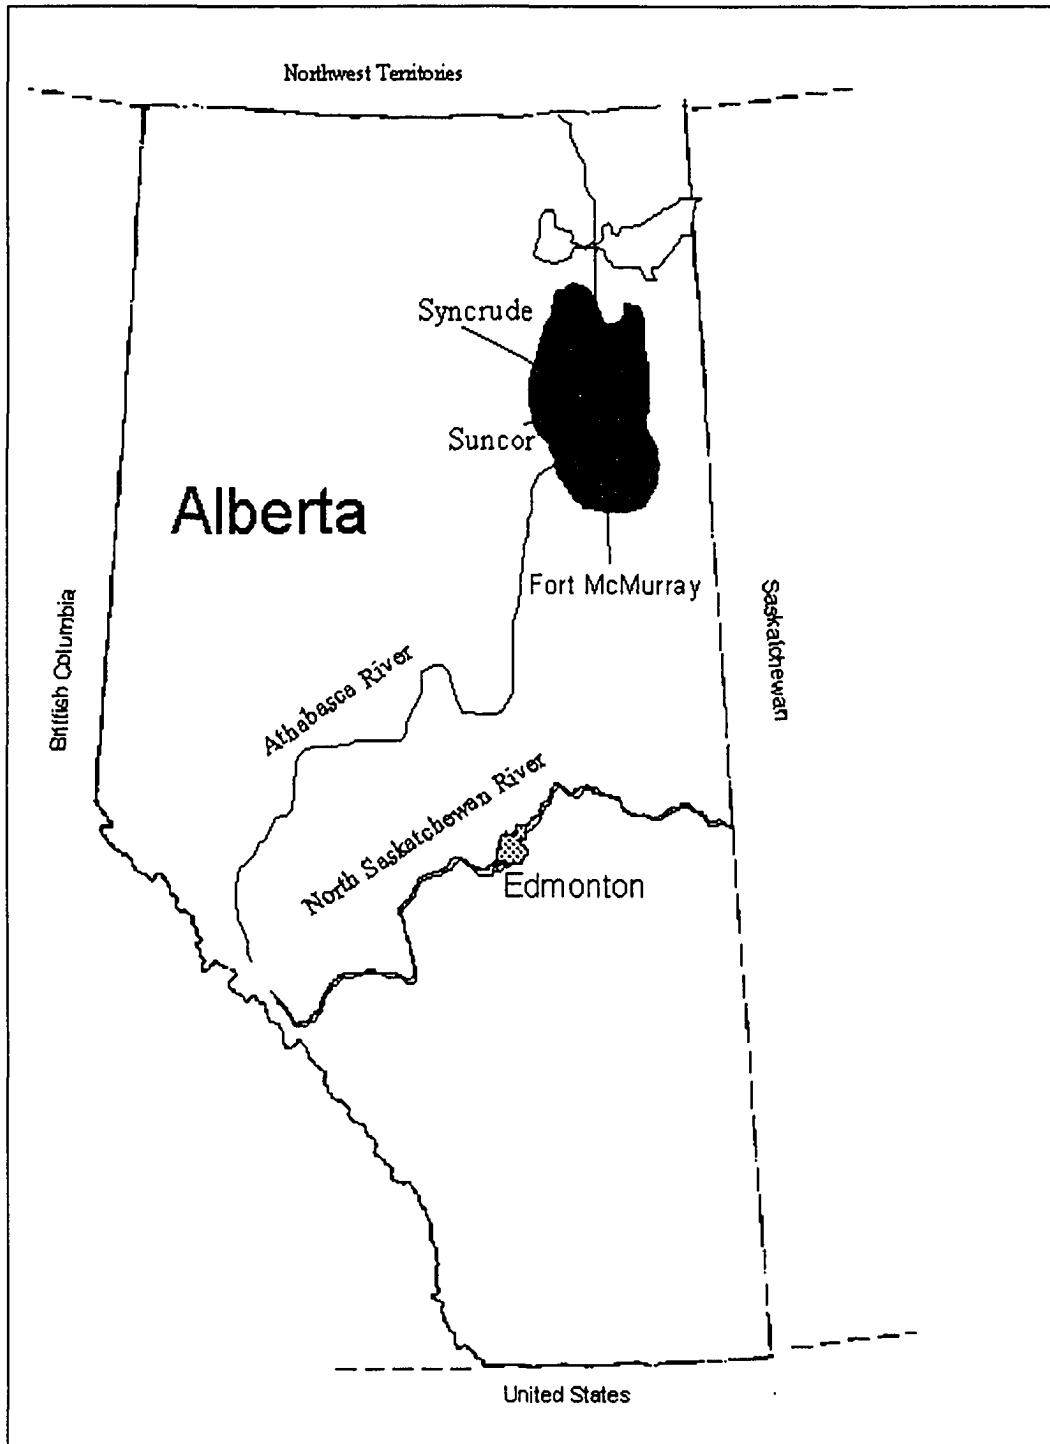 Northwest Territories
Syncrude
Suncor
Alberta
Fort McMurray
British Columbia
Saskatchewan
Athabasca River
North Saskatchewan River
Edmonton
United States